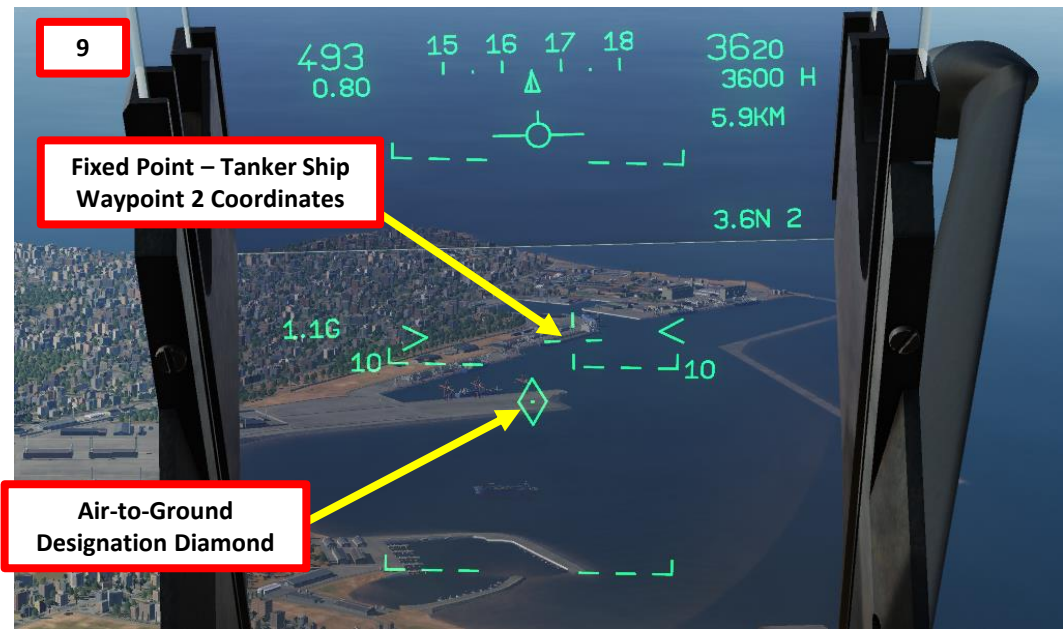 9
493
15 16 17 18
3620
0.80
3600 H
5.9KM
Fixed Point – Tanker Ship
Waypoint 2 Coordinates
3.6N 2
1.1G
10
10
Air-to-Ground
Designation Diamond